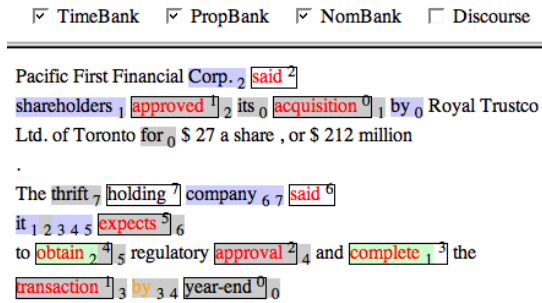 TimeBank PropBank NomBank Discourse
Pacific First Financial Corp. 2 said 2
shareholders 1 approved 1 2 its 0 acquisition 0 1 by 0 Royal Trustco
Ltd. of Toronto for 0 $ 27 a share , or $ 212 million
.
The thrift 7 holding 7 company 6 7 said 6
it 1 2 3 4 5 expects 5 6
to obtain 2 4 5 regulatory approval 2 4 and complete 1 3 the
transaction 1 3 by 3 4 year-end 0 0